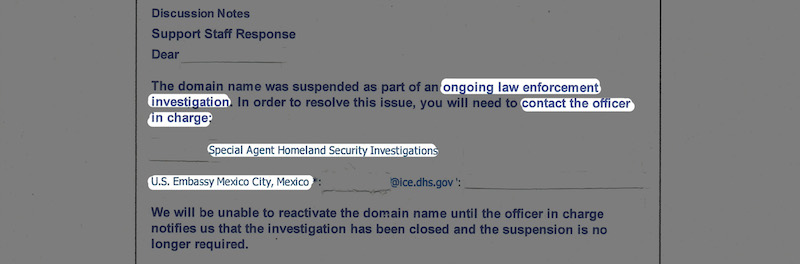 Discussion Notes
Support Staff Response
Dear
The domain name was suspended as part of an ongoing law enforcement
investigation. In order to resolve this issue, you will need to contact the officer
in charge:
Special Agent Homeland Security Investigations
U.S. Embassy Mexico City, Mexico ': @ice.dhs.gov ':
We will be unable to reactivate the domain name until the officer in charge
notifies us that the investigation has been closed and the suspension is no
longer required.